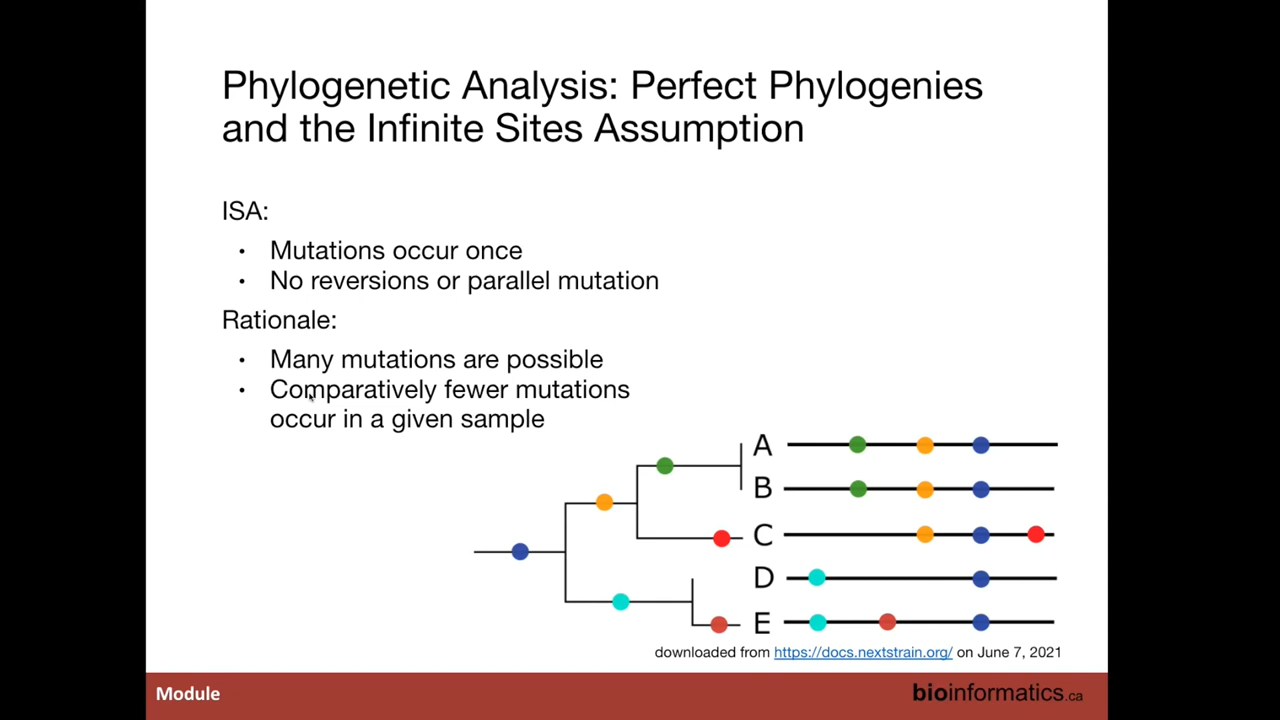 Phylogenetic Analysis: Perfect Phylogenies
and the Infinite Sites Assumption
ISA:
• Mutations occur once
• No reversions or parallel mutation
Rationale:
• Many mutations are possible
• Comparatively fewer mutations
occur in a given sample
A
B
C
D
E
downloaded from https://docs.nextstrain.org/ on June 7, 2021
Module
bioinformatics.ca